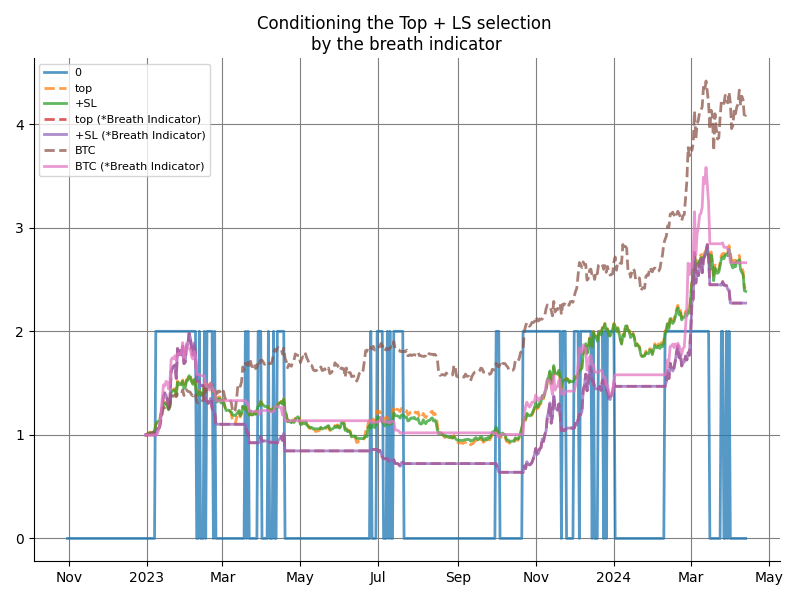 Conditioning the Top + LS selection
by the breath indicator
0
top
+SL
top (*Breath Indicator)
+SL (*Breath Indicator)
BTC
BTC (*Breath Indicator)
4
3
2
1
0
Nov 2023 Mar May Jul Sep Nov 2024 Mar May